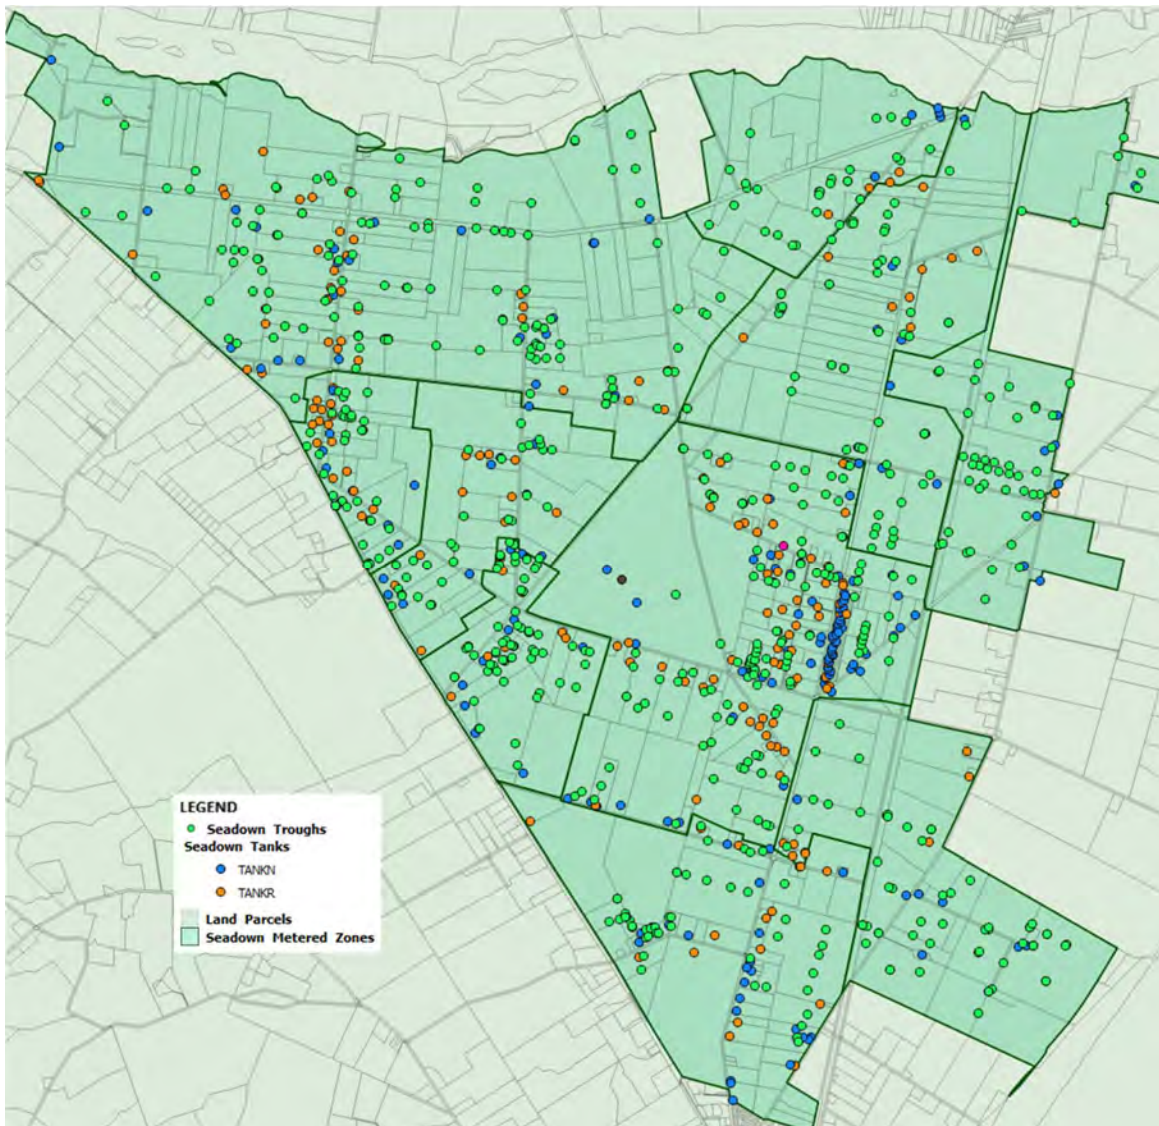 LEGEND
Seadown Troughs
Seadown Tanks
TANKN
TANKR
Land Parcels
Seadown Metered Zones